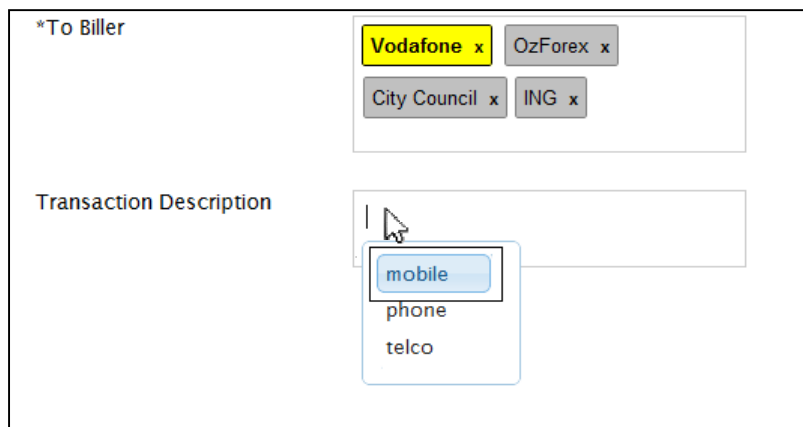 *To Biller
Vodafone x OzForex x
City Council x ING x
Transaction Description
mobile
phone
telco